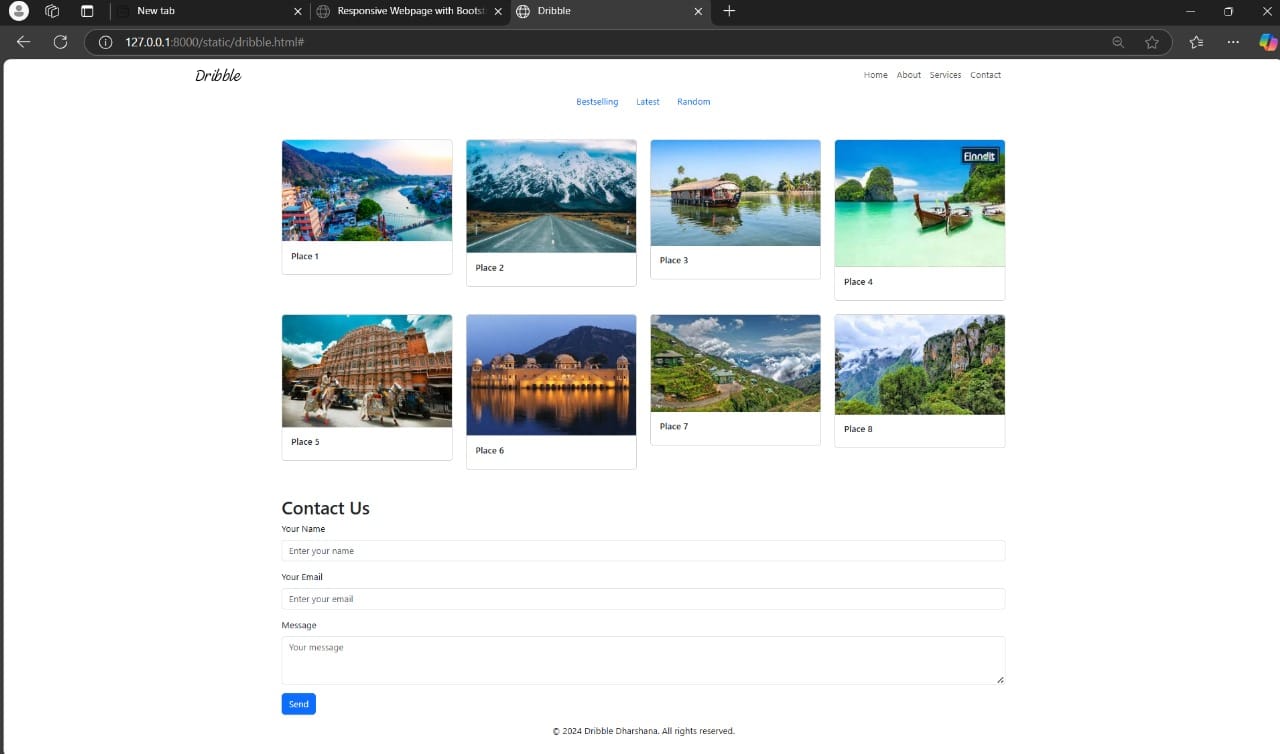 New tab
Responsive Webpage with Bootst
Dribble
127.0.0.1:8000/static/dribble.html#
Dribble
Home About Services Contact
Bestselling Latest Random
Finndit
Place 1
Place 2
Place 3
Place 4
Place 5
Place 6
Place 7
Place 8
Contact Us
Your Name
Enter your name
Your Email
Enter your email
Message
Your message
Send
© 2024 Dribble Dharshana. All rights reserved.